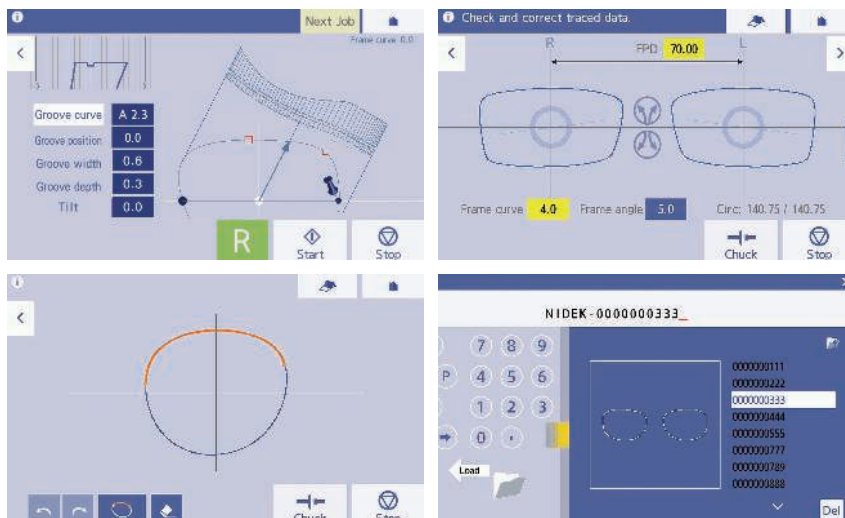 Next Job
Frame curve 0.0
Groove curve A 2.3
Groove position 0.0
Groove width 0.6
Groove depth 0.3
Tilt 0.0
R
Start
Stop
Check and correct traced data.
R
FPD 70.00
L
Frame curve 4.0 Frame angle 5.0 Circ: 140.75 / 140.75
Chuck
Stop
Chuck
Stop
NIDEK-0000000333_
7 8 9
P 4 5 6
1 2 3
0 .
Load
0000000111
0000000222
0000000333
0000000444
0000000555
0000000777
0000000789
0000000888
Del